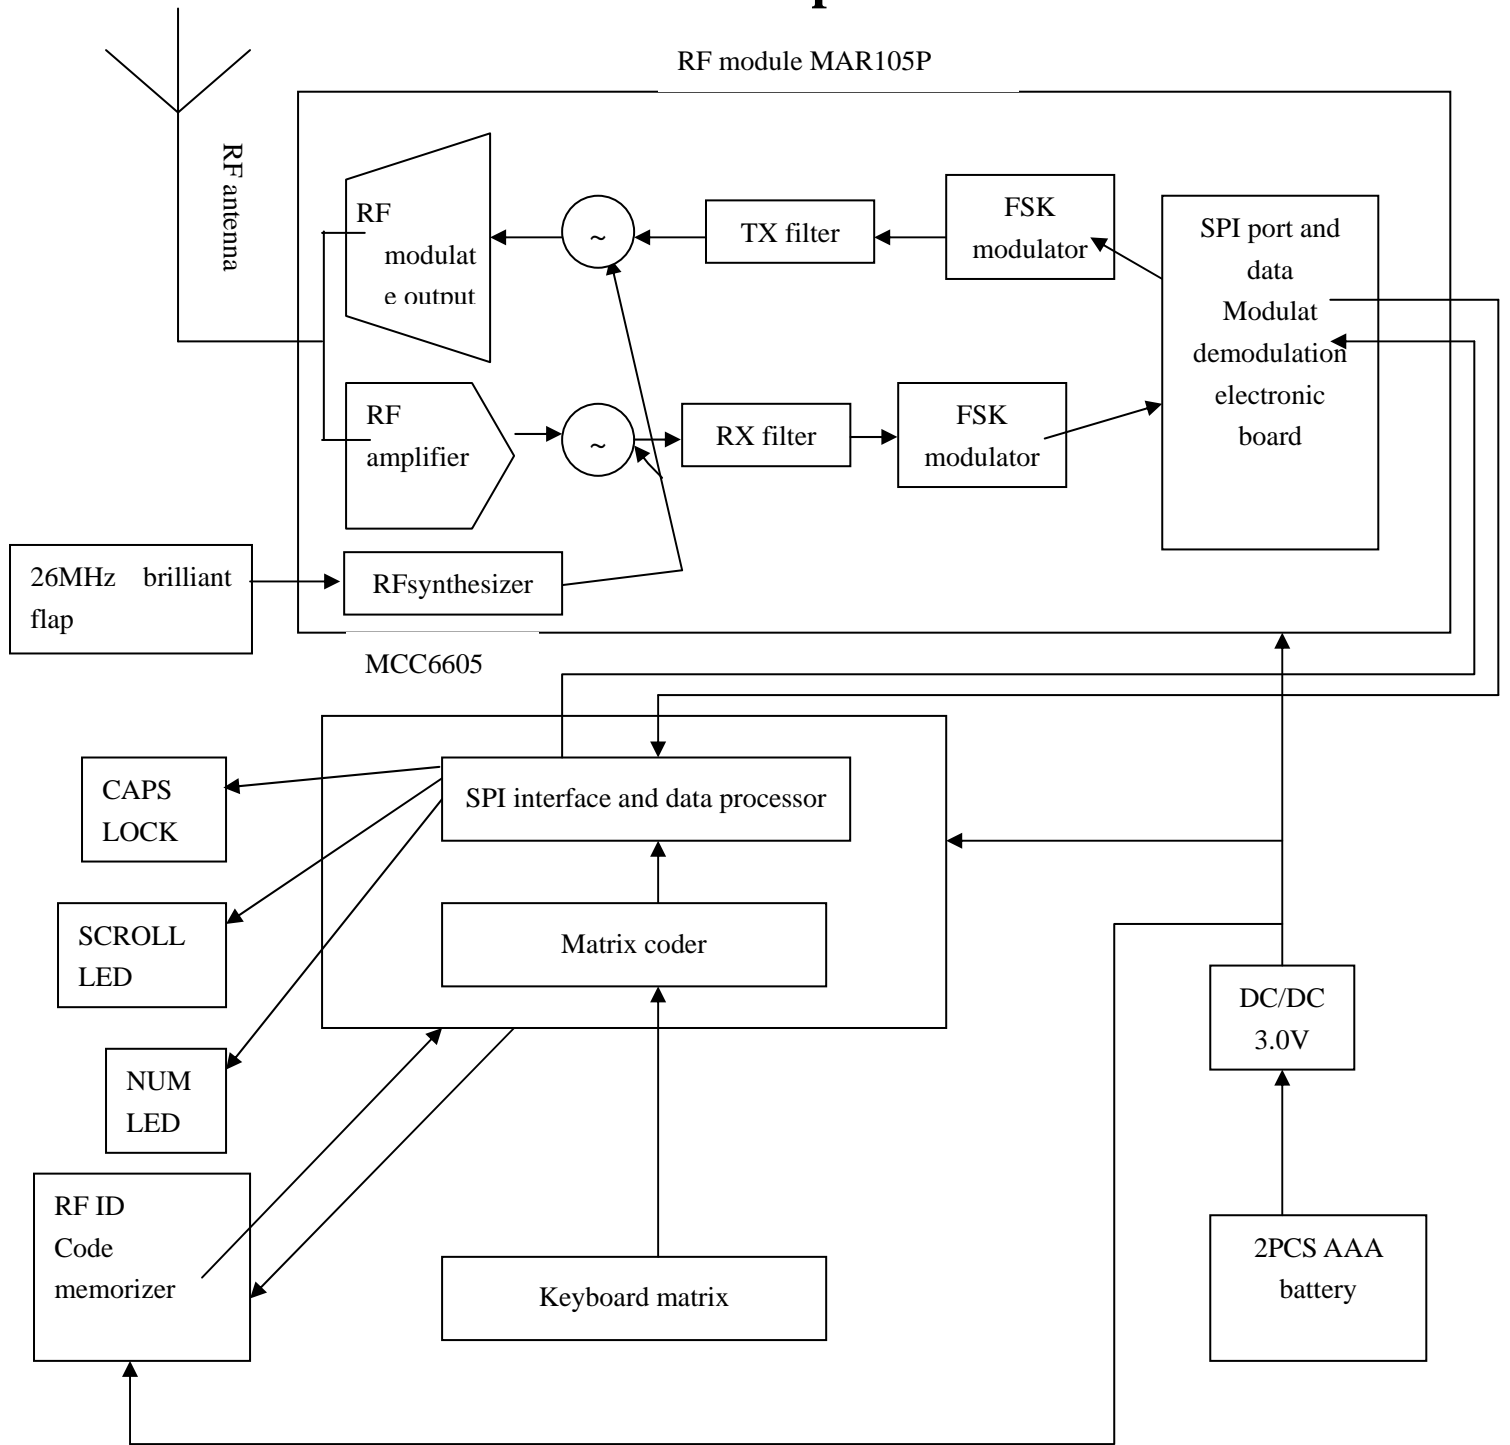 RF module MAR105P
RF antenna
RF
modulat
e output
~
TX filter
FSK
modulator
SPI port and
data
Modulat
demodulation
electronic
board
RF
amplifier
~
RX filter
FSK
modulator
26MHz brilliant
flap
RFsynthesizer
MCC6605
CAPS
LOCK
SPI interface and data processor
SCROLL
LED
Matrix coder
DC/DC
3.0V
NUM
LED
RF ID
Code
memorizer
Keyboard matrix
2PCS AAA
battery